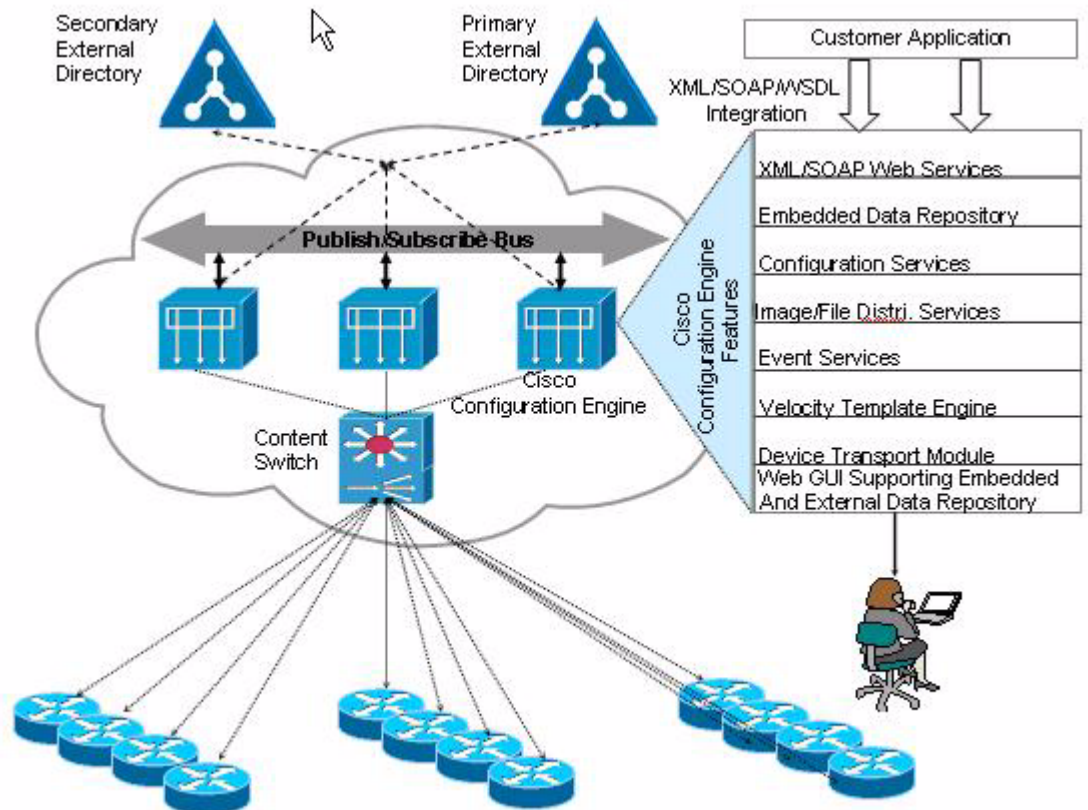 Secondary
External
Directory
Primary
External
Directory
Customer Application
XML/SOAP/WSDL
Integration
Publish/Subscribe Bus
XML/SOAP Web Services
Embedded Data Repository
Configuration Services
Image/File Distri. Services
Event Services
Velocity Template Engine
Device Transport Module
Web GUI Supporting Embedded
And External Data Repository
Cisco
Configuration Engine
Features
Cisco
Configuration Engine
Content
Switch